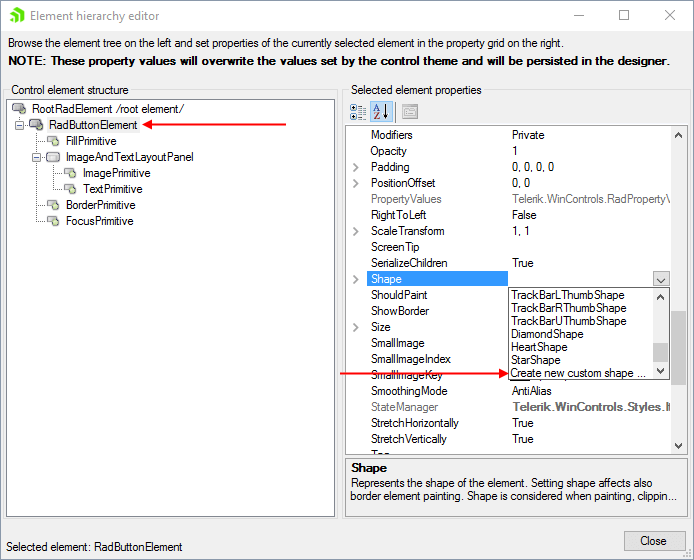 Element hierarchy editor
Browse the element tree on the left and set properties of the currently selected element in the property grid on the right.
NOTE: These property values will overwrite the values set by the control theme and will be persisted in the designer.
Control element structure
RootRadElement /root element/
RadButtonElement
FillPrimitive
ImageAndTextLayoutPanel
ImagePrimitive
TextPrimitive
BorderPrimitive
FocusPrimitive
Selected element properties
Modifiers Private
Opacity 1
Padding 0, 0, 0, 0
PositionOffset 0, 0
PropertyValues Telerik.WinControls.RadPropertyV
RightToLeft False
ScaleTransform 1, 1
ScreenTip
SerializeChildren True
Shape
ShouldPaint
ShowBorder
Size
SmallImage
SmallImageIndex
SmallImageKey
TrackBarLThumbShape
TrackBarRThumbShape
TrackBarUThumbShape
DiamondShape
HeartShape
StarShape
Create new custom shape ...
SmoothingMode AntiAlias
StateManager Telerik.WinControls.Styles.It
StretchHorizontally True
StretchVertically True
Shape
Represents the shape of the element. Setting shape affects also
border element painting. Shape is considered when painting, clippin...
Selected element: RadButtonElement
Close